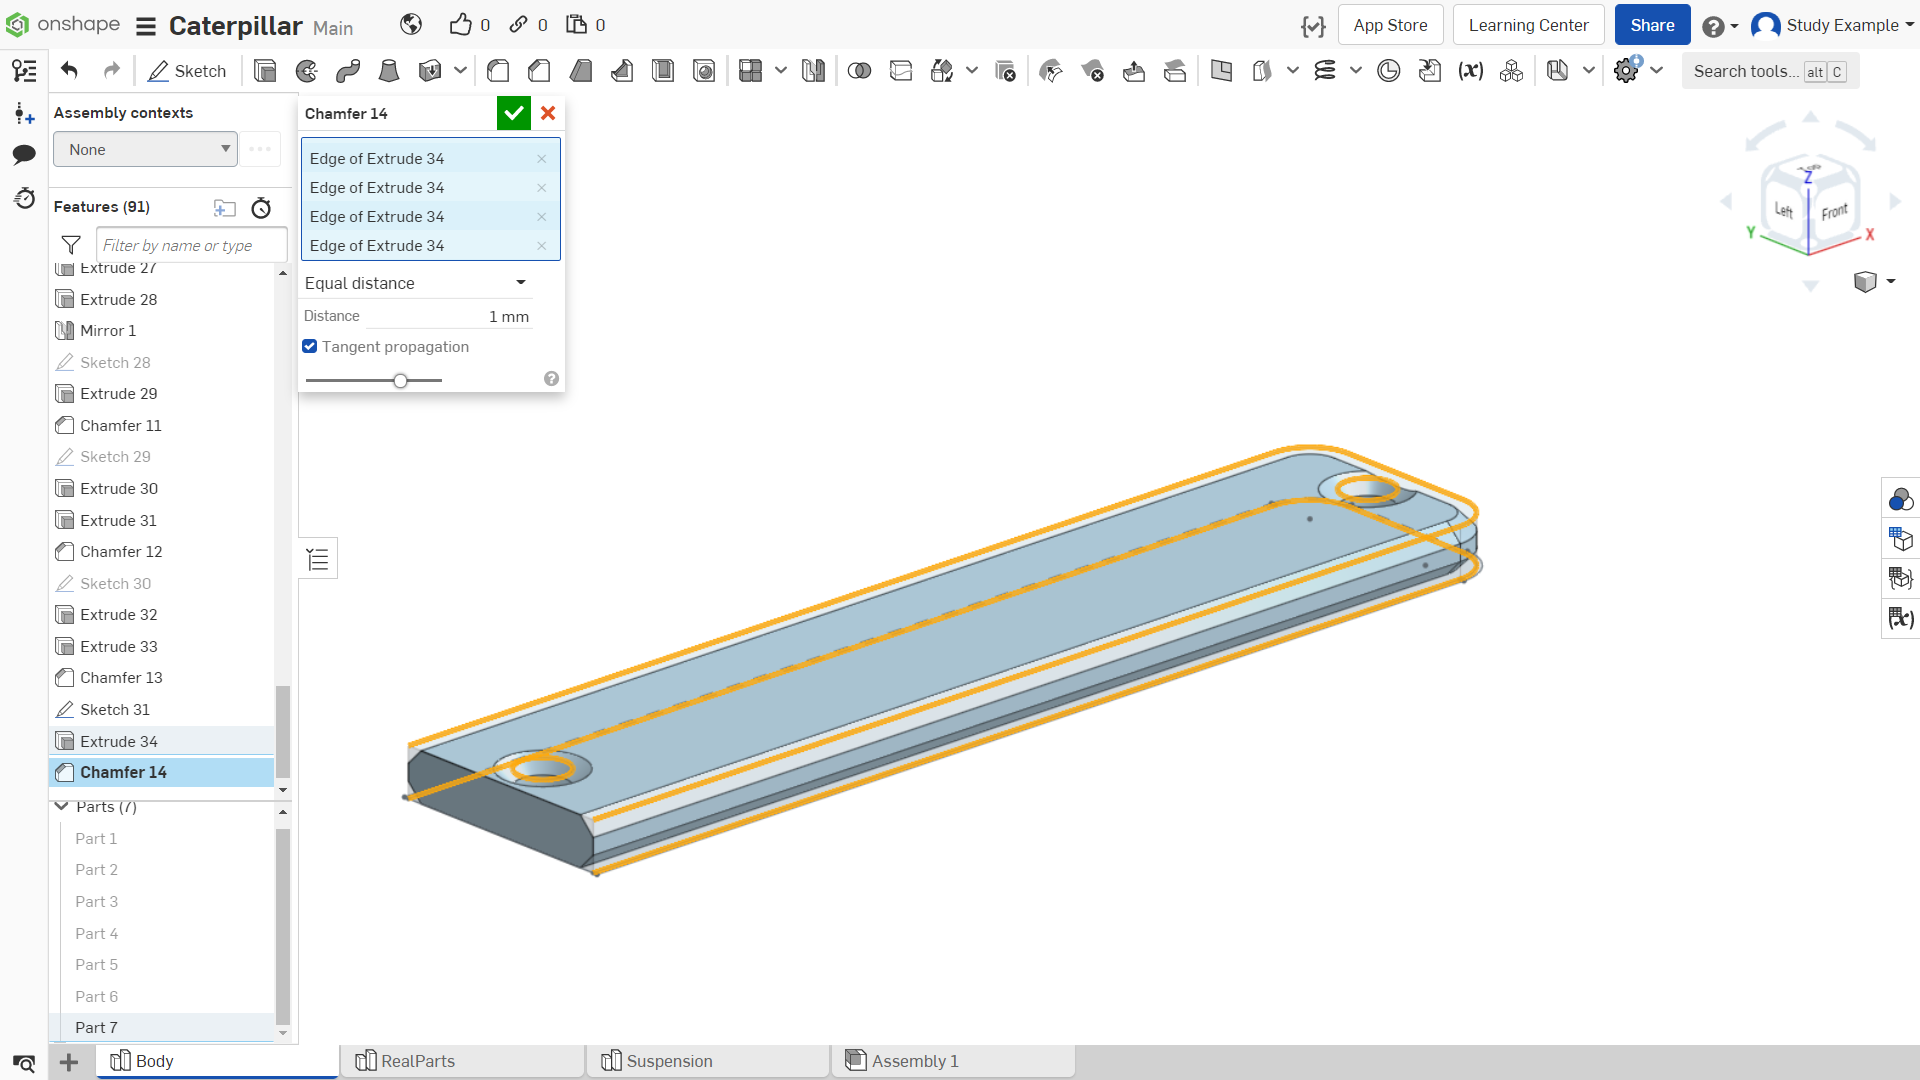 onshape Caterpillar Main 0 0 0 App Store Learning Center Share Study Example
Sketch Search tools... alt C
Assembly contexts
None
Features (91)
Filter by name or type
Extrude 27
Extrude 28
Mirror 1
Sketch 28
Extrude 29
Chamfer 11
Sketch 29
Extrude 30
Extrude 31
Chamfer 12
Sketch 30
Extrude 32
Extrude 33
Chamfer 13
Sketch 31
Extrude 34
Chamfer 14
Parts (7)
Part 1
Part 2
Part 3
Part 4
Part 5
Part 6
Part 7
Chamfer 14
Edge of Extrude 34
Edge of Extrude 34
Edge of Extrude 34
Edge of Extrude 34
Equal distance
Distance 1 mm
Tangent propagation
Z
Left Front
Y X
Body RealParts Suspension Assembly 1